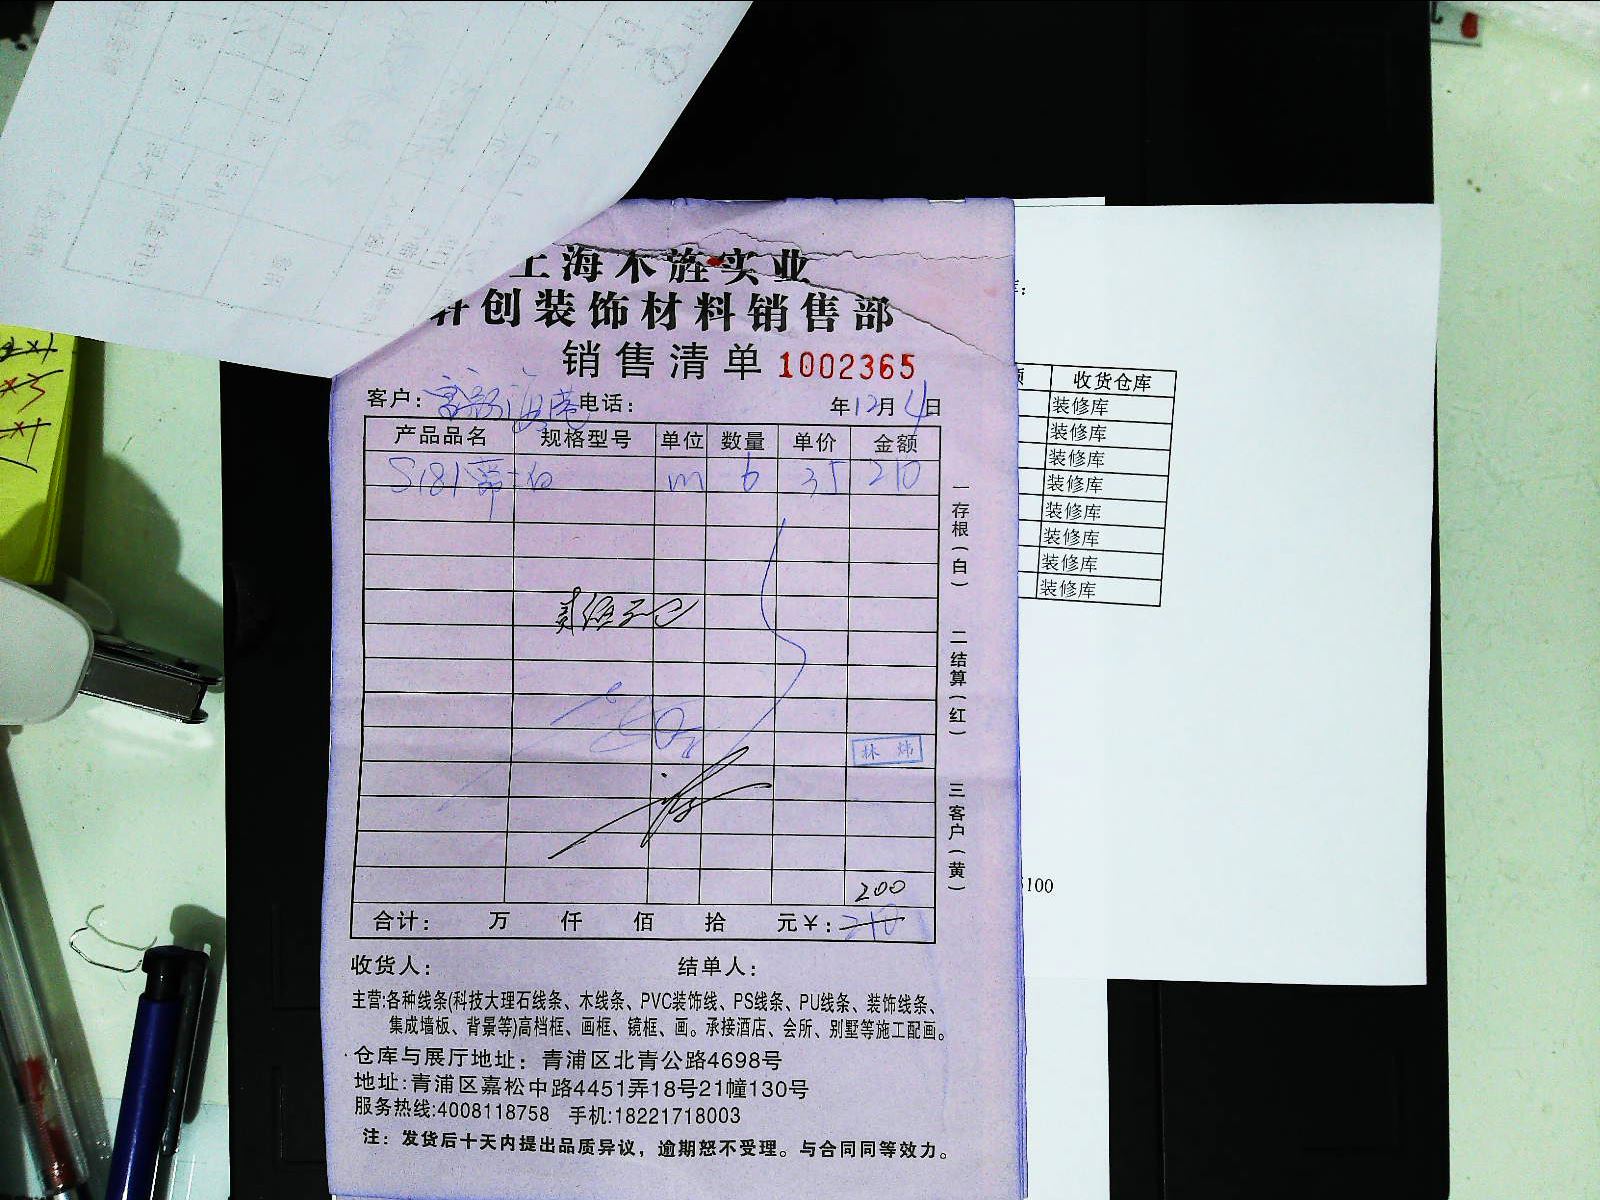 上海木旌实业
轩创装饰材料销售部
销售清单 1002365
客户: 电话: 年12月4日
产品品名 规格型号 单位 数量 单价 金额
S181 m 6 35 210
贰佰元
林炜
200
合计: 万 仟 佰 拾 元¥: 210
收货人: 结单人:
主营:各种线条(科技大理石线条、木线条、PVC装饰线、PS线条、PU线条、装饰线条、
集成墙板、背景等)高档框、画框、镜框、画。承接酒店、会所、别墅等施工配画。
仓库与展厅地址: 青浦区北青公路4698号
地址:青浦区嘉松中路4451弄18号21幢130号
服务热线:4008118758 手机:18221718003
注: 发货后十天内提出品质异议,逾期恕不受理。与合同同等效力。
一存根(白) 二结算(红) 三客户(黄)
收货仓库
装修库
装修库
装修库
装修库
装修库
装修库
装修库
装修库
5100